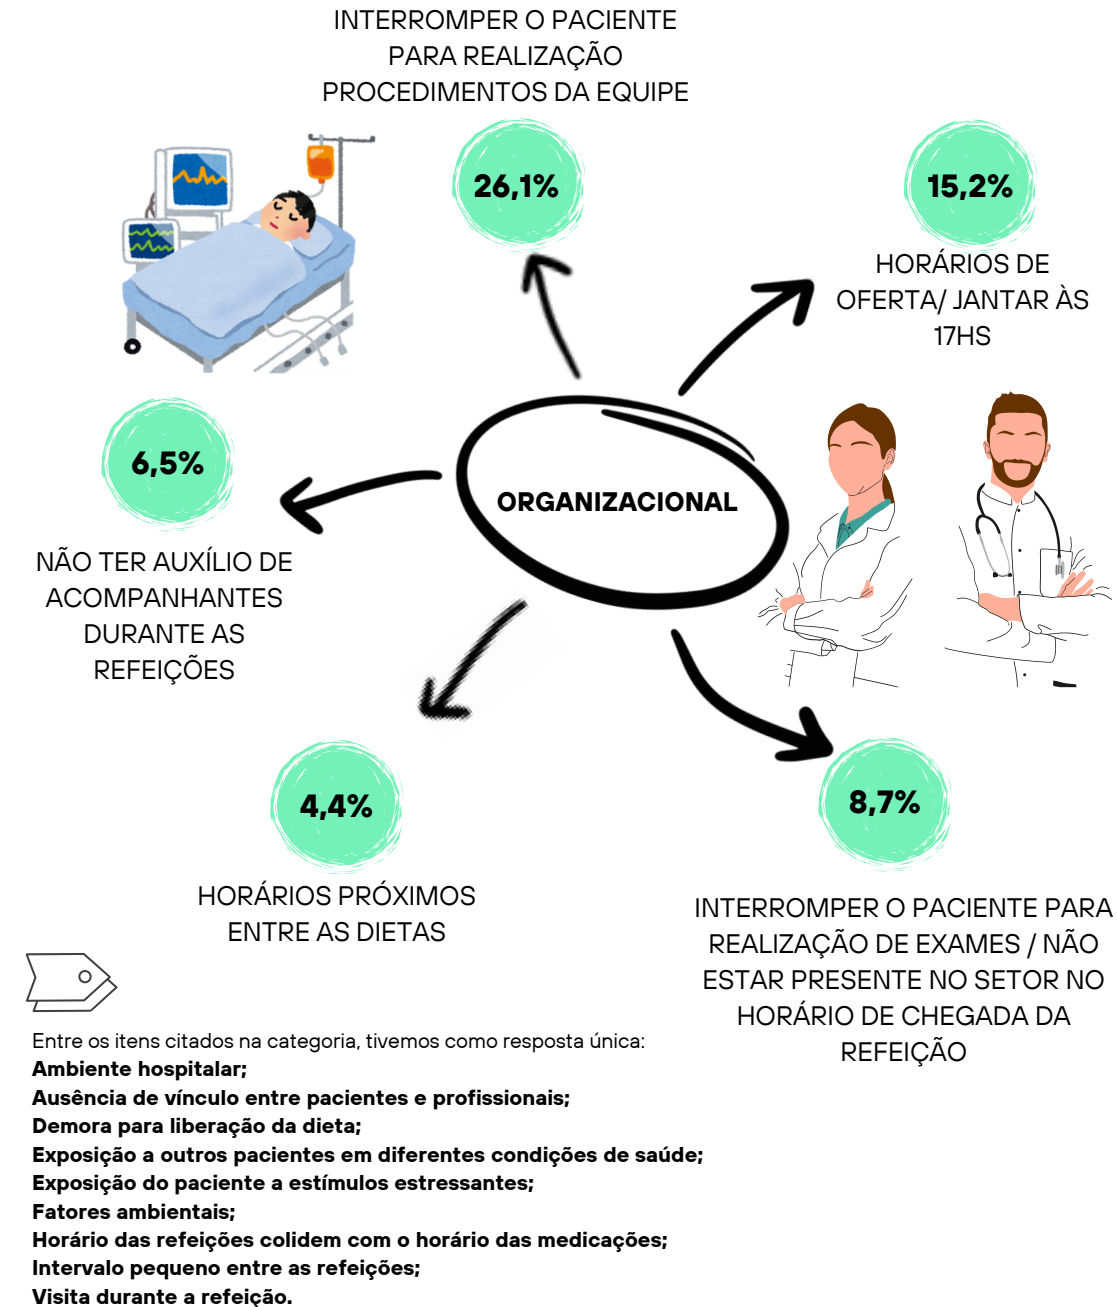 INTERROMPER O PACIENTE
PARA REALIZAÇÃO
PROCEDIMENTOS DA EQUIPE
26,1%
15,2%
HORÁRIOS DE
OFERTA/ JANTAR ÀS
17HS
6,5%
NÃO TER AUXÍLIO DE
ACOMPANHANTES
DURANTE AS
REFEIÇÕES
ORGANIZACIONAL
4,4%
HORÁRIOS PRÓXIMOS
ENTRE AS DIETAS
8,7%
INTERROMPER O PACIENTE PARA
REALIZAÇÃO DE EXAMES / NÃO
ESTAR PRESENTE NO SETOR NO
HORÁRIO DE CHEGADA DA
REFEIÇÃO
Entre os itens citados na categoria, tivemos como resposta única:
Ambiente hospitalar;
Ausência de vínculo entre pacientes e profissionais;
Demora para liberação da dieta;
Exposição a outros pacientes em diferentes condições de saúde;
Exposição do paciente a estímulos estressantes;
Fatores ambientais;
Horário das refeições colidem com o horário das medicações;
Intervalo pequeno entre as refeições;
Visita durante a refeição.